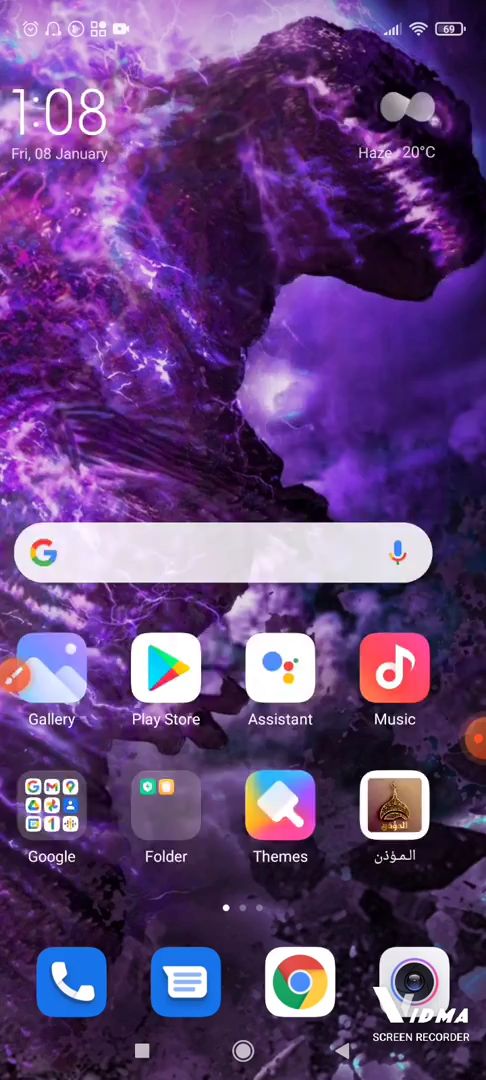 69
1:08
Fri, 08 January
Haze 20°C
Gallery
Play Store
Assistant
Music
Google
Folder
Themes
المؤذن
VIDMA
SCREEN RECORDER